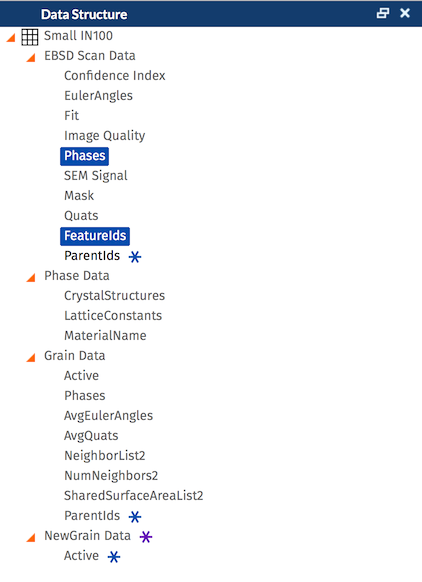 Data Structure
Small IN100
EBSD Scan Data
Confidence Index
EulerAngles
Fit
Image Quality
Phases
SEM Signal
Mask
Quats
FeatureIds
ParentIds
Phase Data
CrystalStructures
LatticeConstants
MaterialName
Grain Data
Active
Phases
AvgEulerAngles
AvgQuats
NeighborList2
NumNeighbors2
SharedSurfaceAreaList2
ParentIds
NewGrain Data
Active